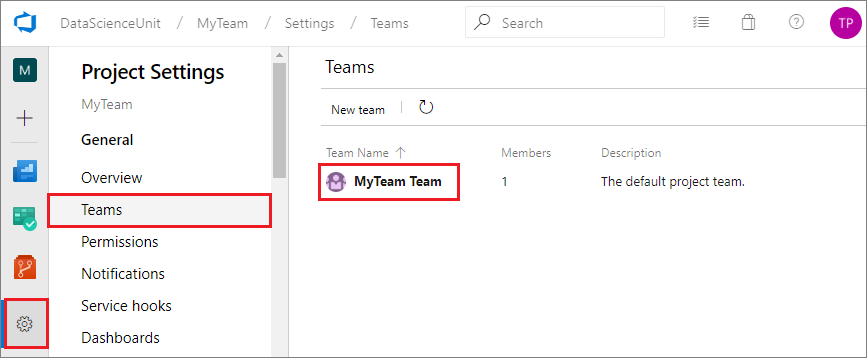 DataScienceUnit / MyTeam / Settings / Teams
Search
TP
M
Project Settings
MyTeam
General
Overview
Teams
Permissions
Notifications
Service hooks
Dashboards
Teams
New team
Team Name ↑ Members Description
MyTeam Team 1 The default project team.